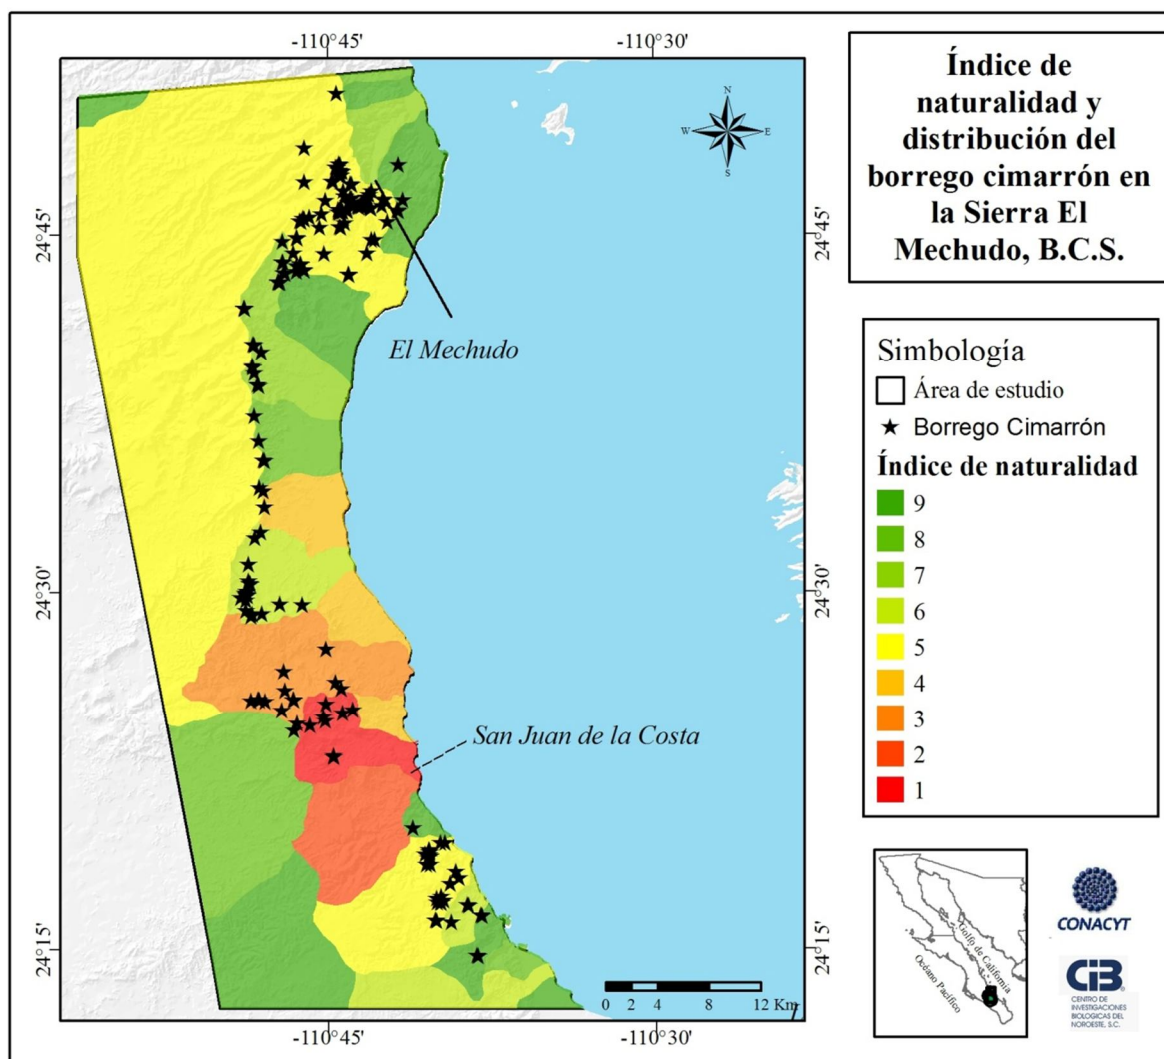 -110°45' -110°30'
Índice de
naturalidad y
distribución del
borrego cimarrón en
la Sierra El
Mechudo, B.C.S.
N
W E
S
24°45' 24°45'
El Mechudo
Simbología
Área de estudio
Borrego Cimarrón
Índice de naturalidad
9
8
7
6
5
4
3
2
1
24°30' 24°30'
San Juan de la Costa
24°15' 24°15'
0 2 4 8 12 Km
-110°45' -110°30'
Golfo de California
Océano Pacífico
CONACYT
CIB
CENTRO DE
INVESTIGACIONES
BIOLOGICAS DEL
NOROESTE, S.C.